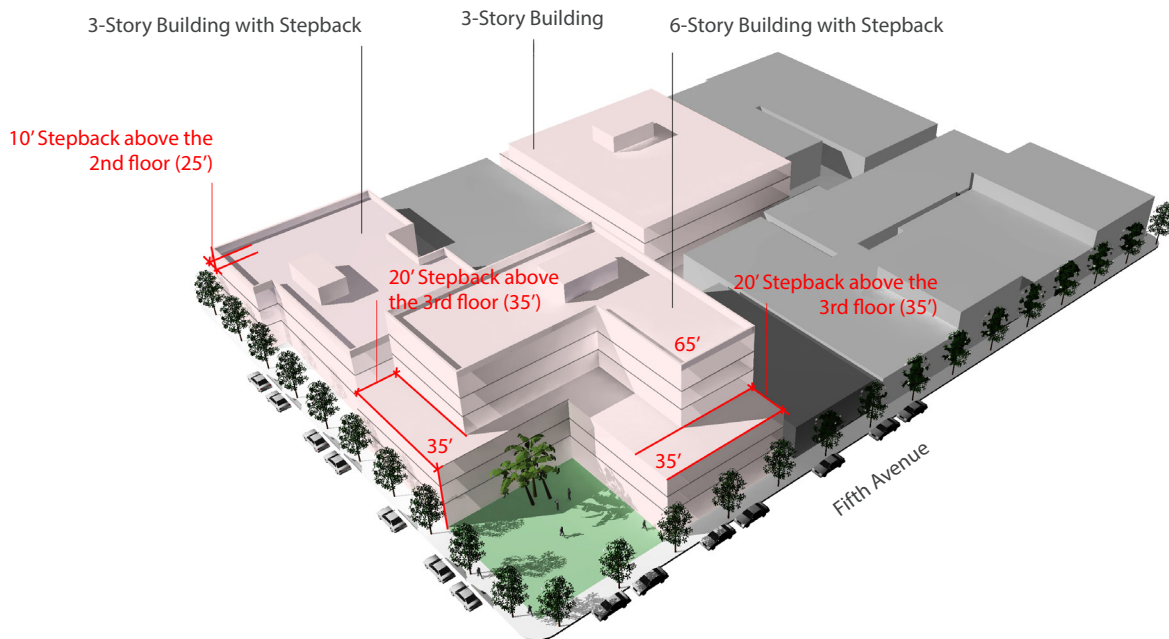 3-Story Building with Stepback
3-Story Building
6-Story Building with Stepback
10' Stepback above the
2nd floor (25')
20' Stepback above
the 3rd floor (35')
20' Stepback above the
3rd floor (35')
65'
35'
35'
Fifth Avenue